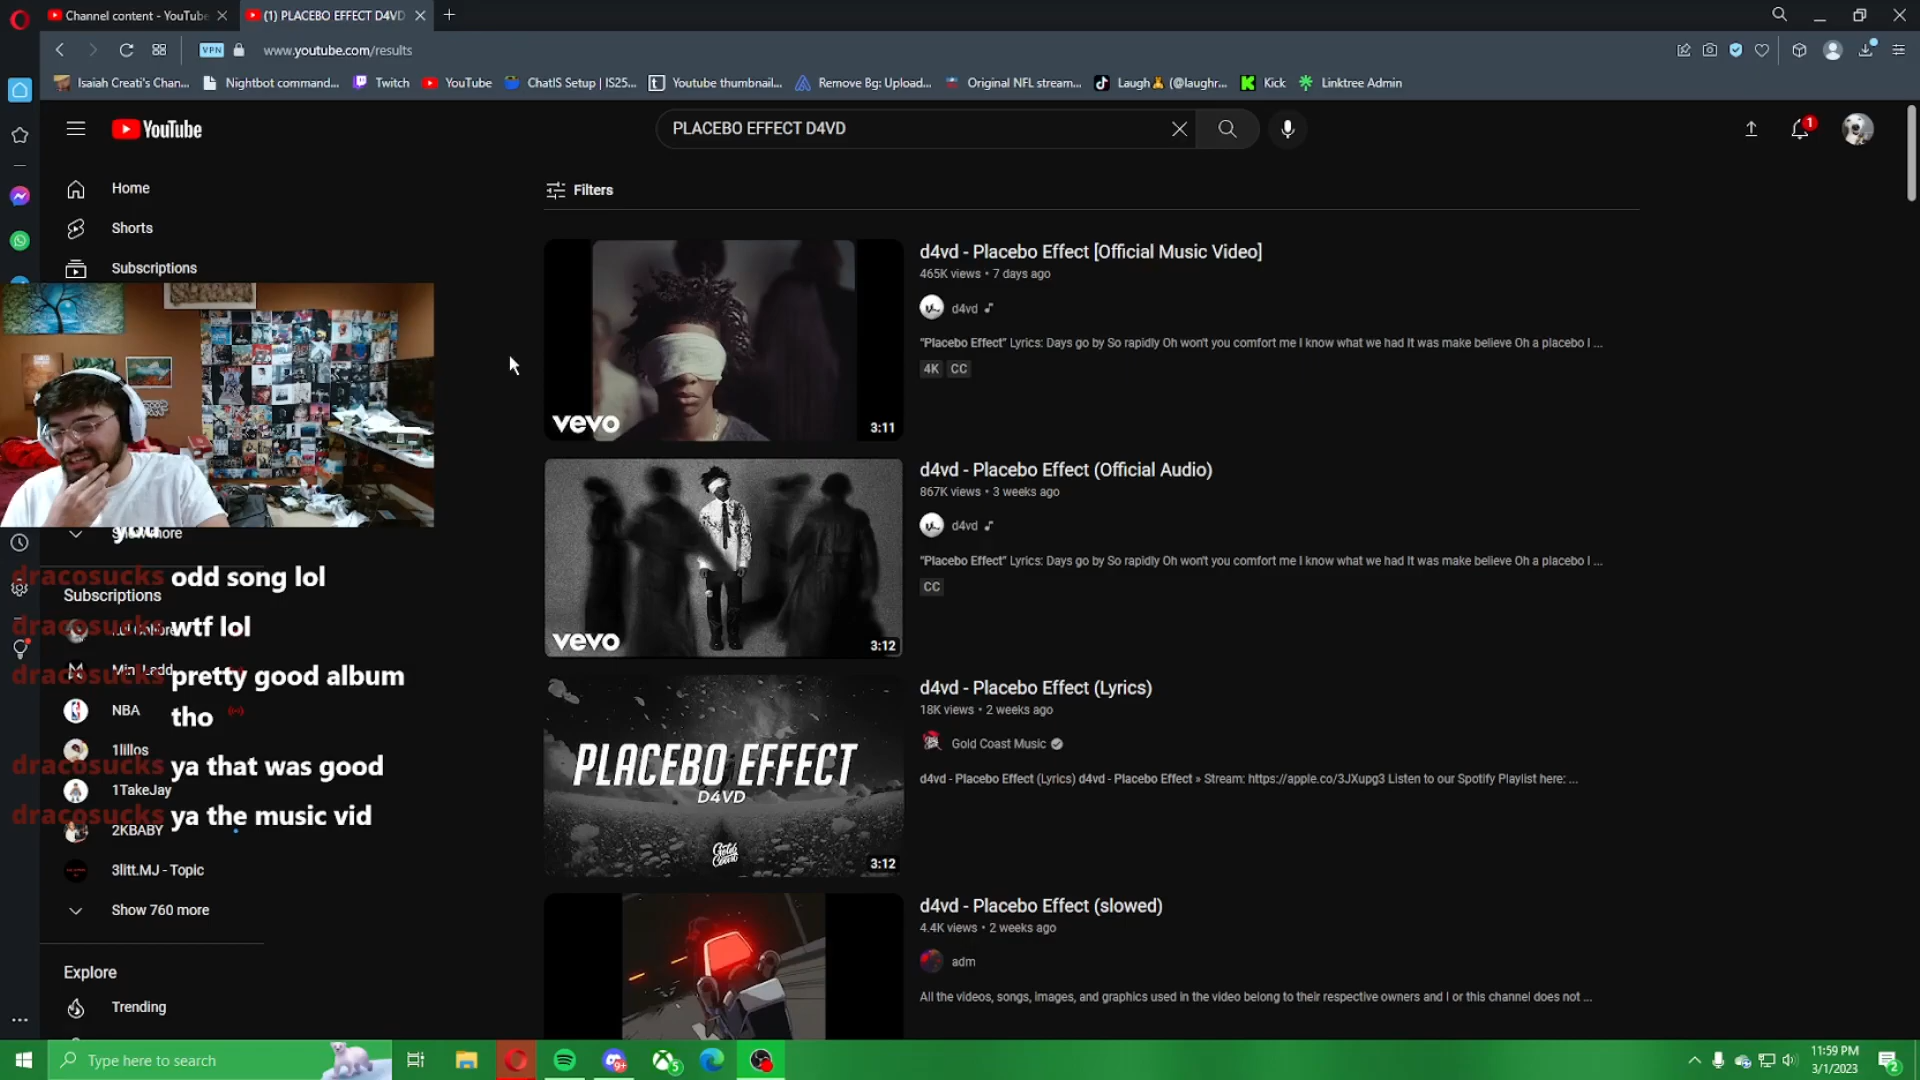 Channel content - YouTube
(1) PLACEBO EFFECT D4VD
VPN
www.youtube.com/results
Isaiah Creati's Chan...
Nightbot command...
Twitch
YouTube
ChatIS Setup | IS25...
Youtube thumbnail...
Remove Bg: Upload...
Original NFL stream...
Laugh (@laughr...
Kick
Linktree Admin
YouTube
PLACEBO EFFECT D4VD
1
Home
Shorts
Subscriptions
Filters
d4vd - Placebo Effect [Official Music Video]
465K views • 7 days ago
d4vd
"Placebo Effect" Lyrics: Days go by So rapidly Oh won't you comfort me I know what we had It was make believe Oh a placebo I ...
4K CC
vevo
3:11
d4vd - Placebo Effect (Official Audio)
867K views • 3 weeks ago
d4vd
"Placebo Effect" Lyrics: Days go by So rapidly Oh won't you comfort me I know what we had It was make believe Oh a placebo I ...
CC
vevo
3:12
d4vd - Placebo Effect (Lyrics)
18K views • 2 weeks ago
Gold Coast Music
d4vd - Placebo Effect (Lyrics) d4vd - Placebo Effect » Stream: https://apple.co/3JXupg3 Listen to our Spotify Playlist here: ...
PLACEBO EFFECT
D4VD
Gold Coast
3:12
d4vd - Placebo Effect (slowed)
4.4K views • 2 weeks ago
adm
All the videos, songs, images, and graphics used in the video belong to their respective owners and I or this channel does not ...
Show more
dracosucks odd song lol
Subscriptions
dracosucks wtf lol
dracosucks pretty good album
tho
NBA
1lillos
dracosucks ya that was good
1TakeJay
dracosucks ya the music vid
2KBABY
3litt.MJ - Topic
Show 760 more
Explore
Trending
Type here to search
9+
5
11:59 PM
3/1/2023
2